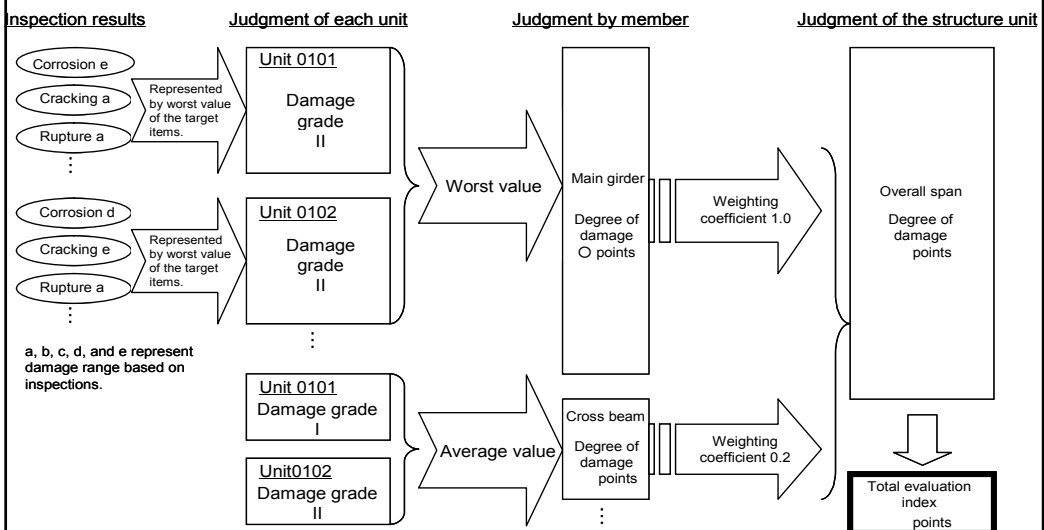 Inspection results
Judgment of each unit
Judgment by member
Judgment of the structure unit
Corrosion e
Cracking a
Rupture a
⋮
Represented
by worst value
of the target
items.
Unit 0101
Damage
grade
II
Corrosion d
Cracking e
Rupture a
⋮
Represented
by worst value
of the target
items.
Unit 0102
Damage
grade
II
⋮
a, b, c, d, and e represent
damage range based on
inspections.
Worst value
Main girder
Degree of
damage
O points
Weighting
coefficient 1.0
Overall span
Degree of
damage
points
Unit 0101
Damage grade
I
Unit0102
Damage grade
II
Average value
Cross beam
Degree of
damage
points
⋮
Weighting
coefficient 0.2
Total evaluation
index
points